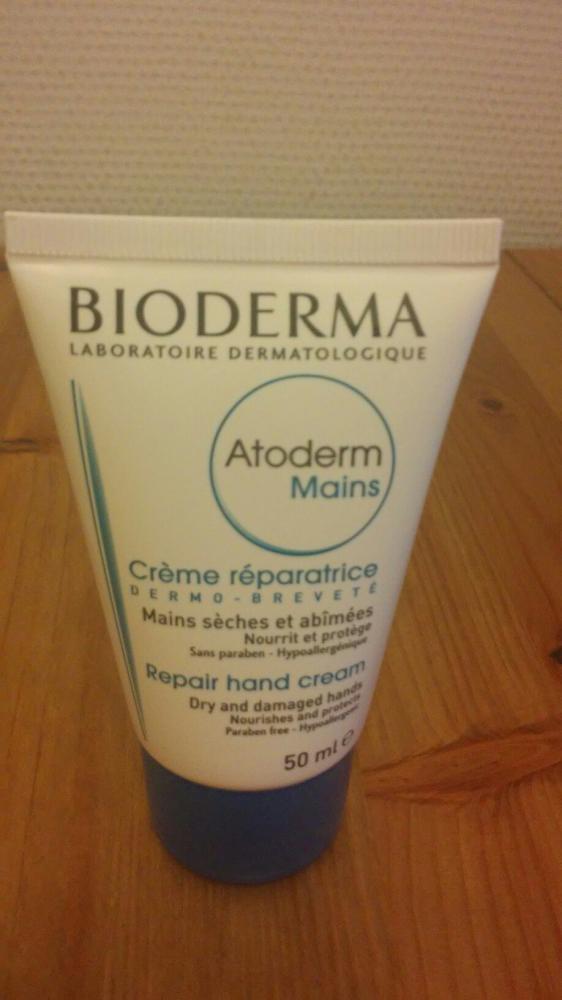 BIODERMA
LABORATOIRE DERMATOLOGIQUE
Atoderm
Mains
Crème réparatrice
DERMO-BREVETÉ
Mains sèches et abîmées
Nourrit et protège
Sans paraben - Hypoallergénique
Repair hand cream
Dry and damaged hands
Nourishes and protects
Paraben free - Hypoallergenic
50 ml ℮